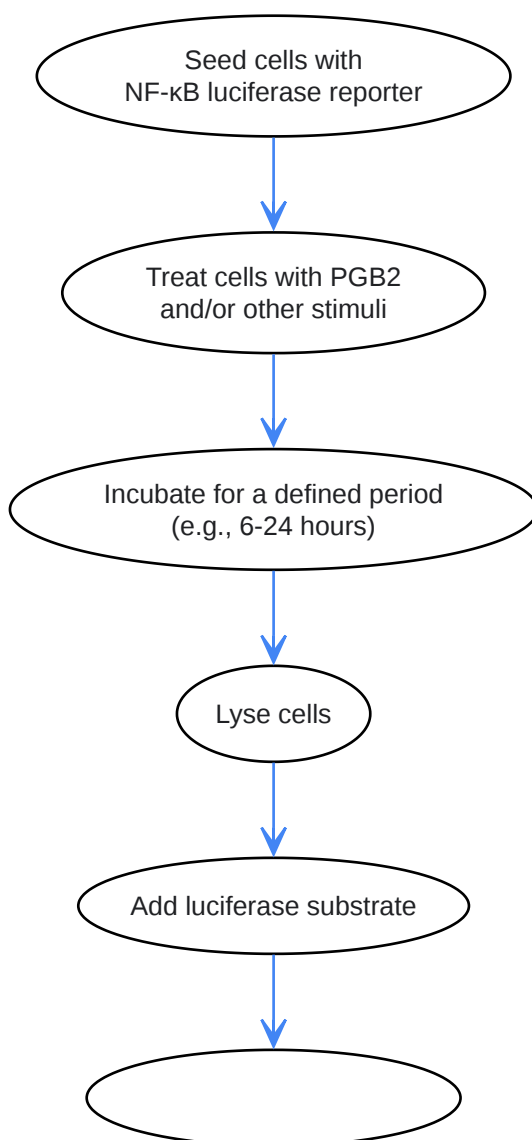 Seed cells with
NF-κB luciferase reporter
Treat cells with PGB2
and/or other stimuli
Incubate for a defined period
(e.g., 6-24 hours)
Lyse cells
Add luciferase substrate